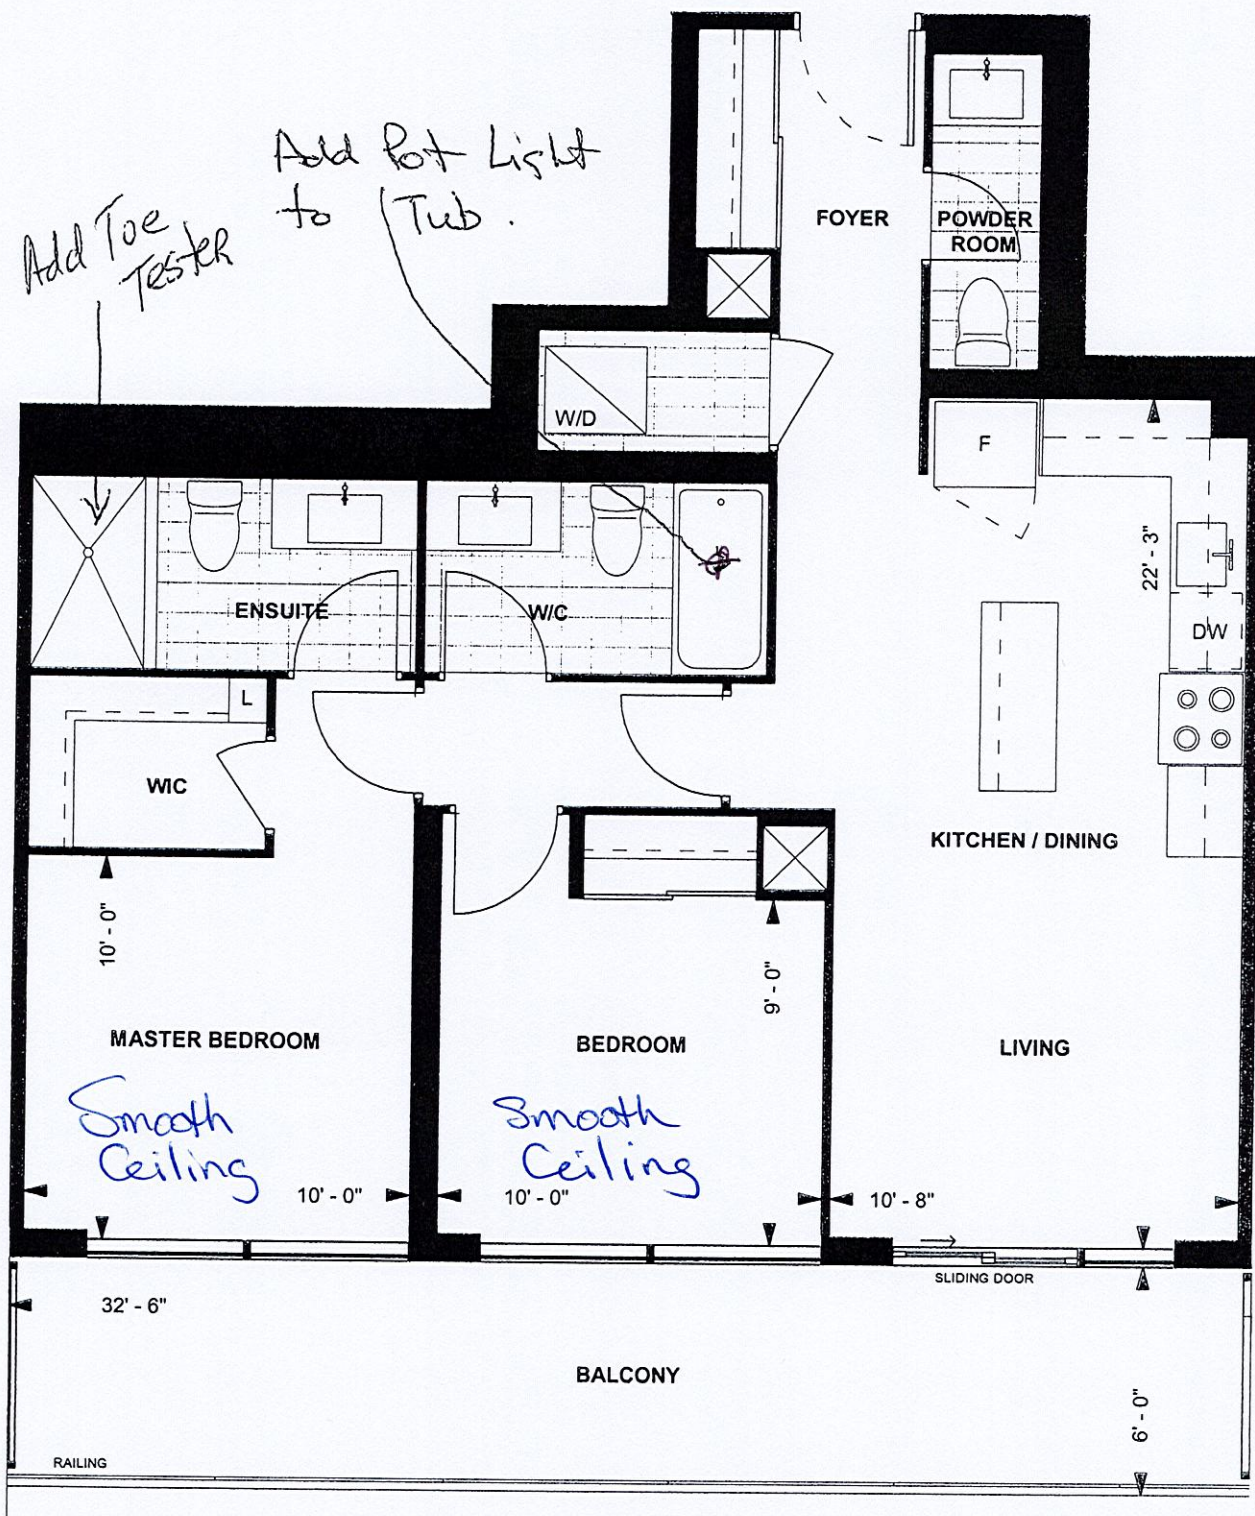 Add Pot Light
to Tub.
Add Toe
Tester
FOYER
POWDER
ROOM
W/D
F
22' - 3"
ENSUITE
W/C
DW
L
WIC
KITCHEN / DINING
10' - 0"
9' - 0"
MASTER BEDROOM
BEDROOM
LIVING
Smooth
Ceiling
Smooth
Ceiling
10' - 0"
10' - 0"
10' - 8"
SLIDING DOOR
32' - 6"
BALCONY
6' - 0"
RAILING